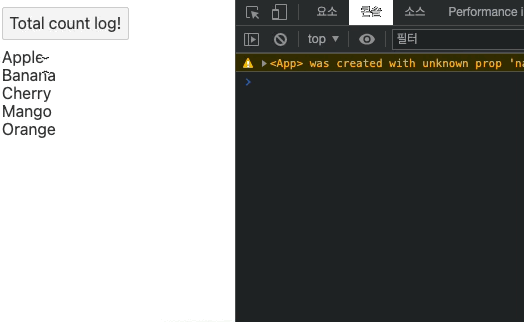 Total count log!
Apple
Banana
Cherry
Mango
Orange
요소 콘솔 소스 Performance i
top 필터
<App> was created with unknown prop 'na